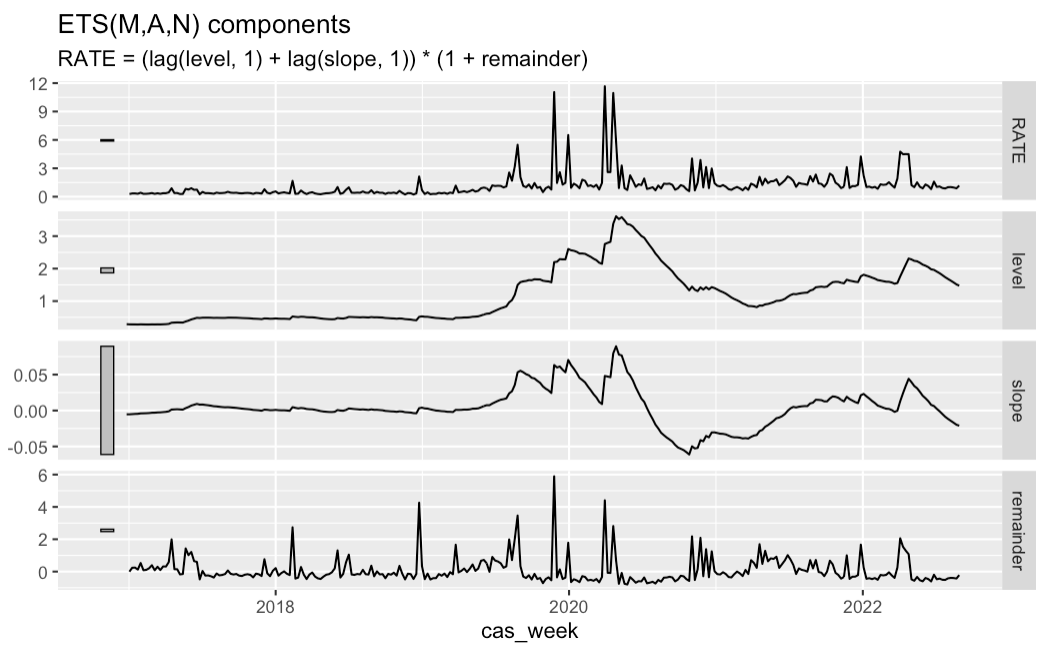 ETS(M,A,N) components
RATE = (lag(level, 1) + lag(slope, 1)) * (1 + remainder)
12
9
6
3
0
RATE
3
2
1
level
0.05
0.00
-0.05
slope
6
4
2
0
remainder
2018 2020 2022
cas_week